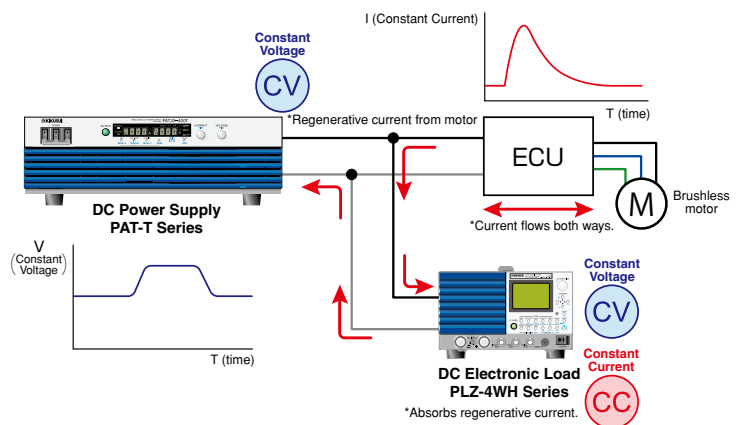 I (Constant Current)
T (time)
Constant
Voltage
CV
PAT20-400T
*Regenerative current from motor
ECU
M
Brushless
motor
*Current flows both ways.
DC Power Supply
PAT-T Series
V
(Constant
Voltage)
T (time)
Constant
Voltage
CV
Constant
Current
CC
DC Electronic Load
PLZ-4WH Series
*Absorbs regenerative current.